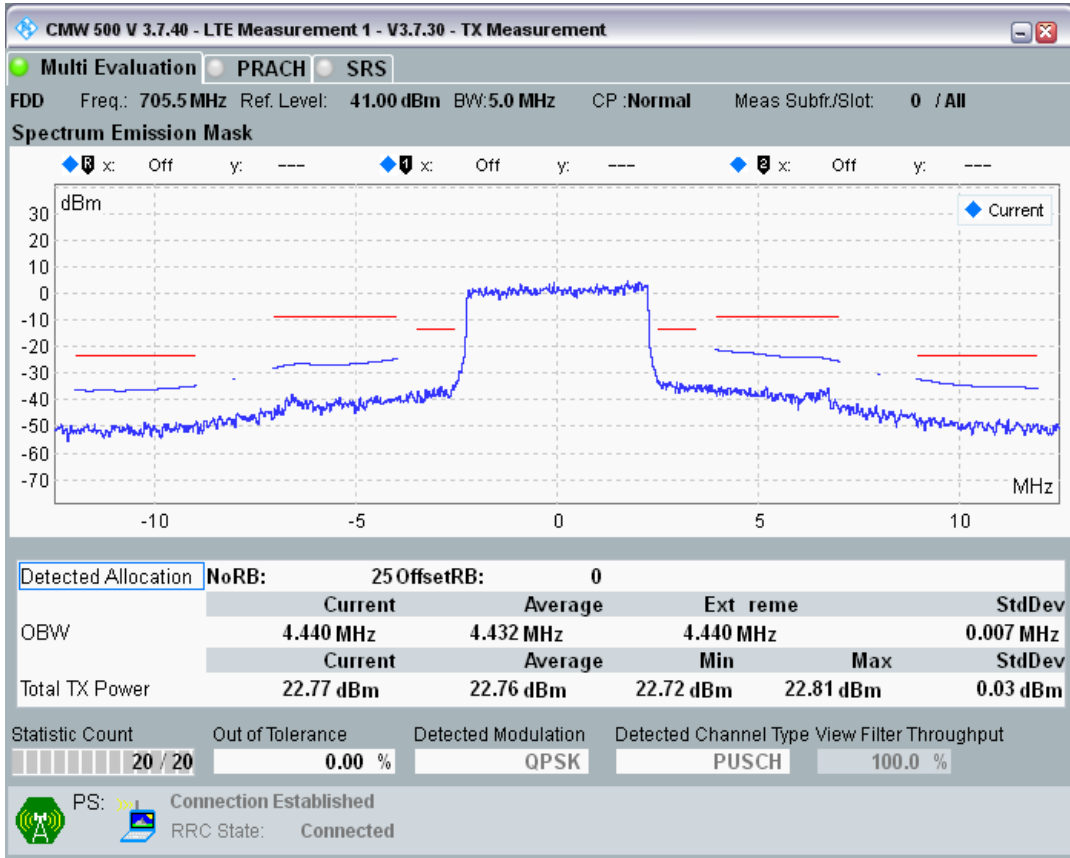 CMW 500 V 3.7.40 - LTE Measurement 1 - V3.7.30 - TX Measurement
Multi Evaluation PRACH SRS
FDD Freq.: 705.5 MHz Ref. Level: 41.00 dBm BW:5.0 MHz CP :Normal Meas Subfr./Slot: 0 / All
Spectrum Emission Mask
R x: Off y: --- 1 x: Off y: --- 2 x: Off y: ---
dBm
Current
30
20
10
0
-10
-20
-30
-40
-50
-60
-70
MHz
-10 -5 0 5 10
Detected Allocation NoRB: 25 OffsetRB: 0
Current Average Ext reme StdDev
OBW 4.440 MHz 4.432 MHz 4.440 MHz 0.007 MHz
Current Average Min Max StdDev
Total TX Power 22.77 dBm 22.76 dBm 22.72 dBm 22.81 dBm 0.03 dBm
Statistic Count Out of Tolerance Detected Modulation Detected Channel Type View Filter Throughput
20 / 20 0.00 % QPSK PUSCH 100.0 %
PS: Connection Established
RRC State: Connected